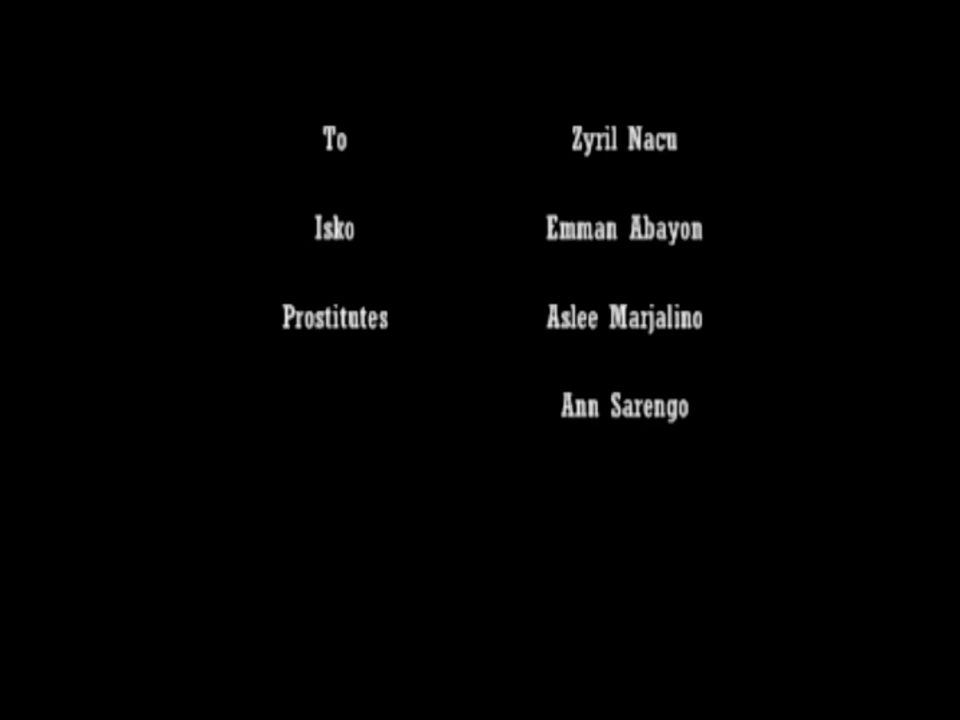 To Zyril Nacu
Isko Emman Abayon
Prostitutes Aslee Marjalino
Ann Sarengo